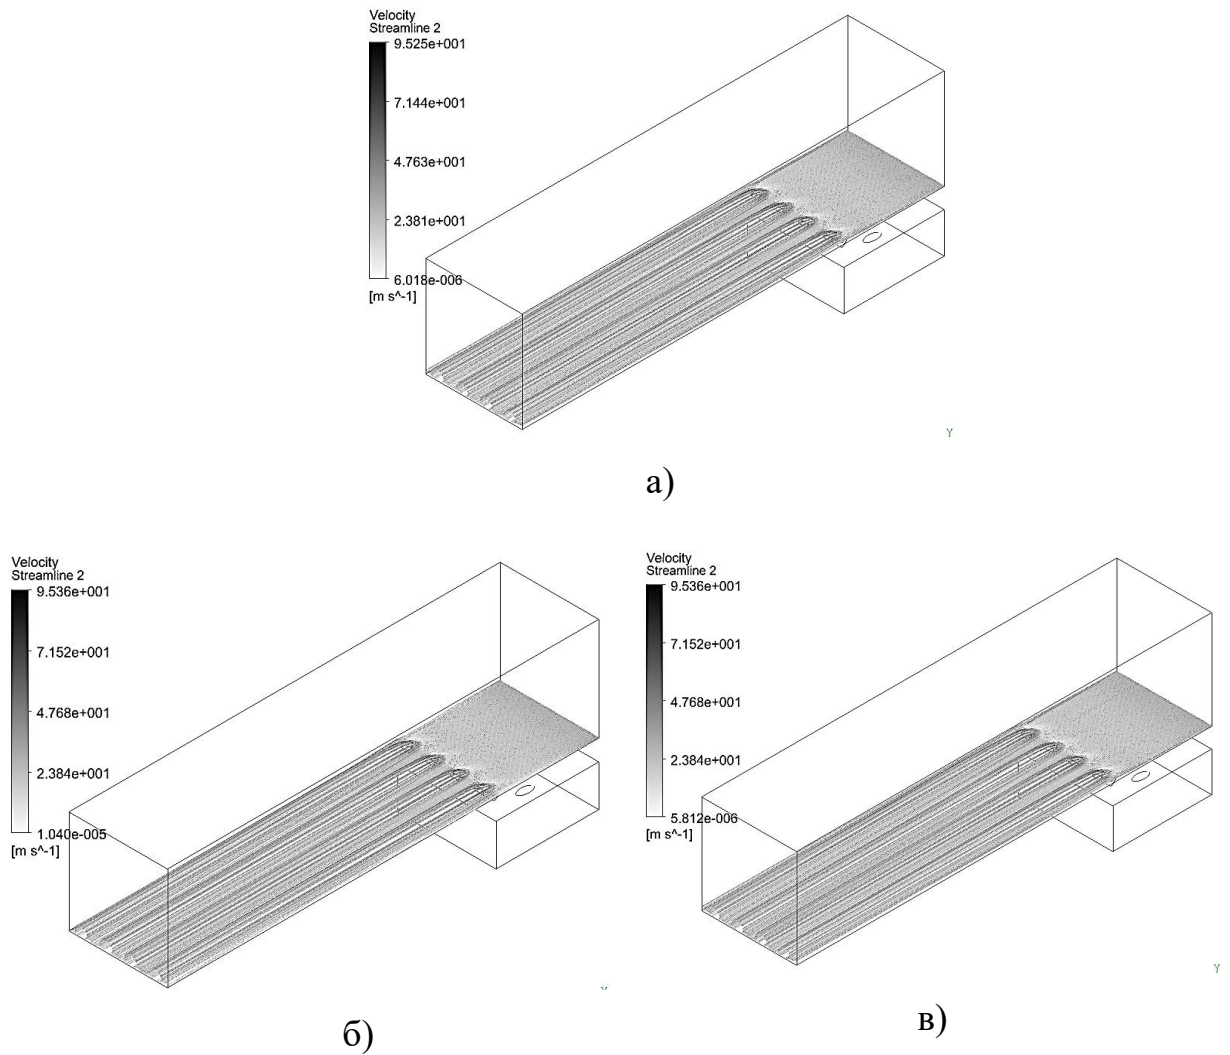 Velocity
Streamline 2
9.525e+001
7.144e+001
4.763e+001
2.381e+001
6.018e-006
[m s^-1]
Y
а)
Velocity
Streamline 2
9.536e+001
7.152e+001
4.768e+001
2.384e+001
1.040e-005
[m s^-1]
б)
Velocity
Streamline 2
9.536e+001
7.152e+001
4.768e+001
2.384e+001
5.812e-006
[m s^-1]
Y
в)